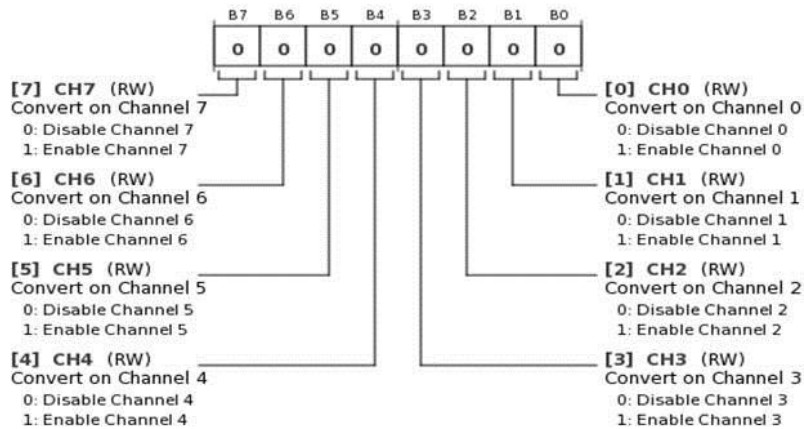 B7 B6 B5 B4 B3 B2 B1 B0
0 0 0 0 0 0 0 0
[7] CH7 (RW)
Convert on Channel 7
0: Disable Channel 7
1: Enable Channel 7
[6] CH6 (RW)
Convert on Channel 6
0: Disable Channel 6
1: Enable Channel 6
[5] CH5 (RW)
Convert on Channel 5
0: Disable Channel 5
1: Enable Channel 5
[4] CH4 (RW)
Convert on Channel 4
0: Disable Channel 4
1: Enable Channel 4
[0] CH0 (RW)
Convert on Channel 0
0: Disable Channel 0
1: Enable Channel 0
[1] CH1 (RW)
Convert on Channel 1
0: Disable Channel 1
1: Enable Channel 1
[2] CH2 (RW)
Convert on Channel 2
0: Disable Channel 2
1: Enable Channel 2
[3] CH3 (RW)
Convert on Channel 3
0: Disable Channel 3
1: Enable Channel 3